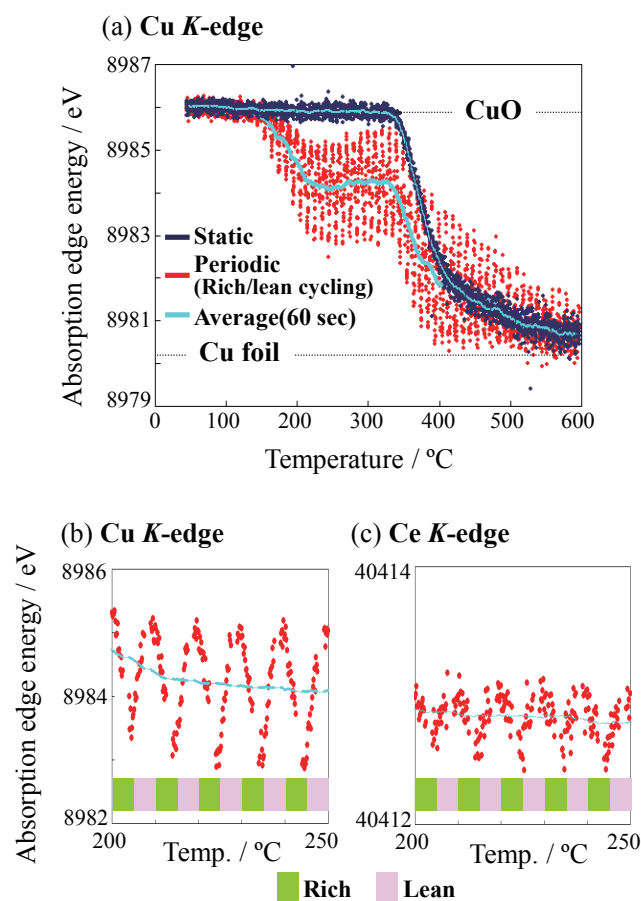 (a) Cu K-edge
Absorption edge energy / eV
8987
8985
8983
8981
8979
CuO
Static
Periodic
(Rich/lean cycling)
Average(60 sec)
Cu foil
0 100 200 300 400 500 600
Temperature / ºC
(b) Cu K-edge
(c) Ce K-edge
Absorption edge energy / eV
8986
8984
8982
40414
40412
200 250
200 250
Temp. / ºC
Temp. / ºC
Rich Lean